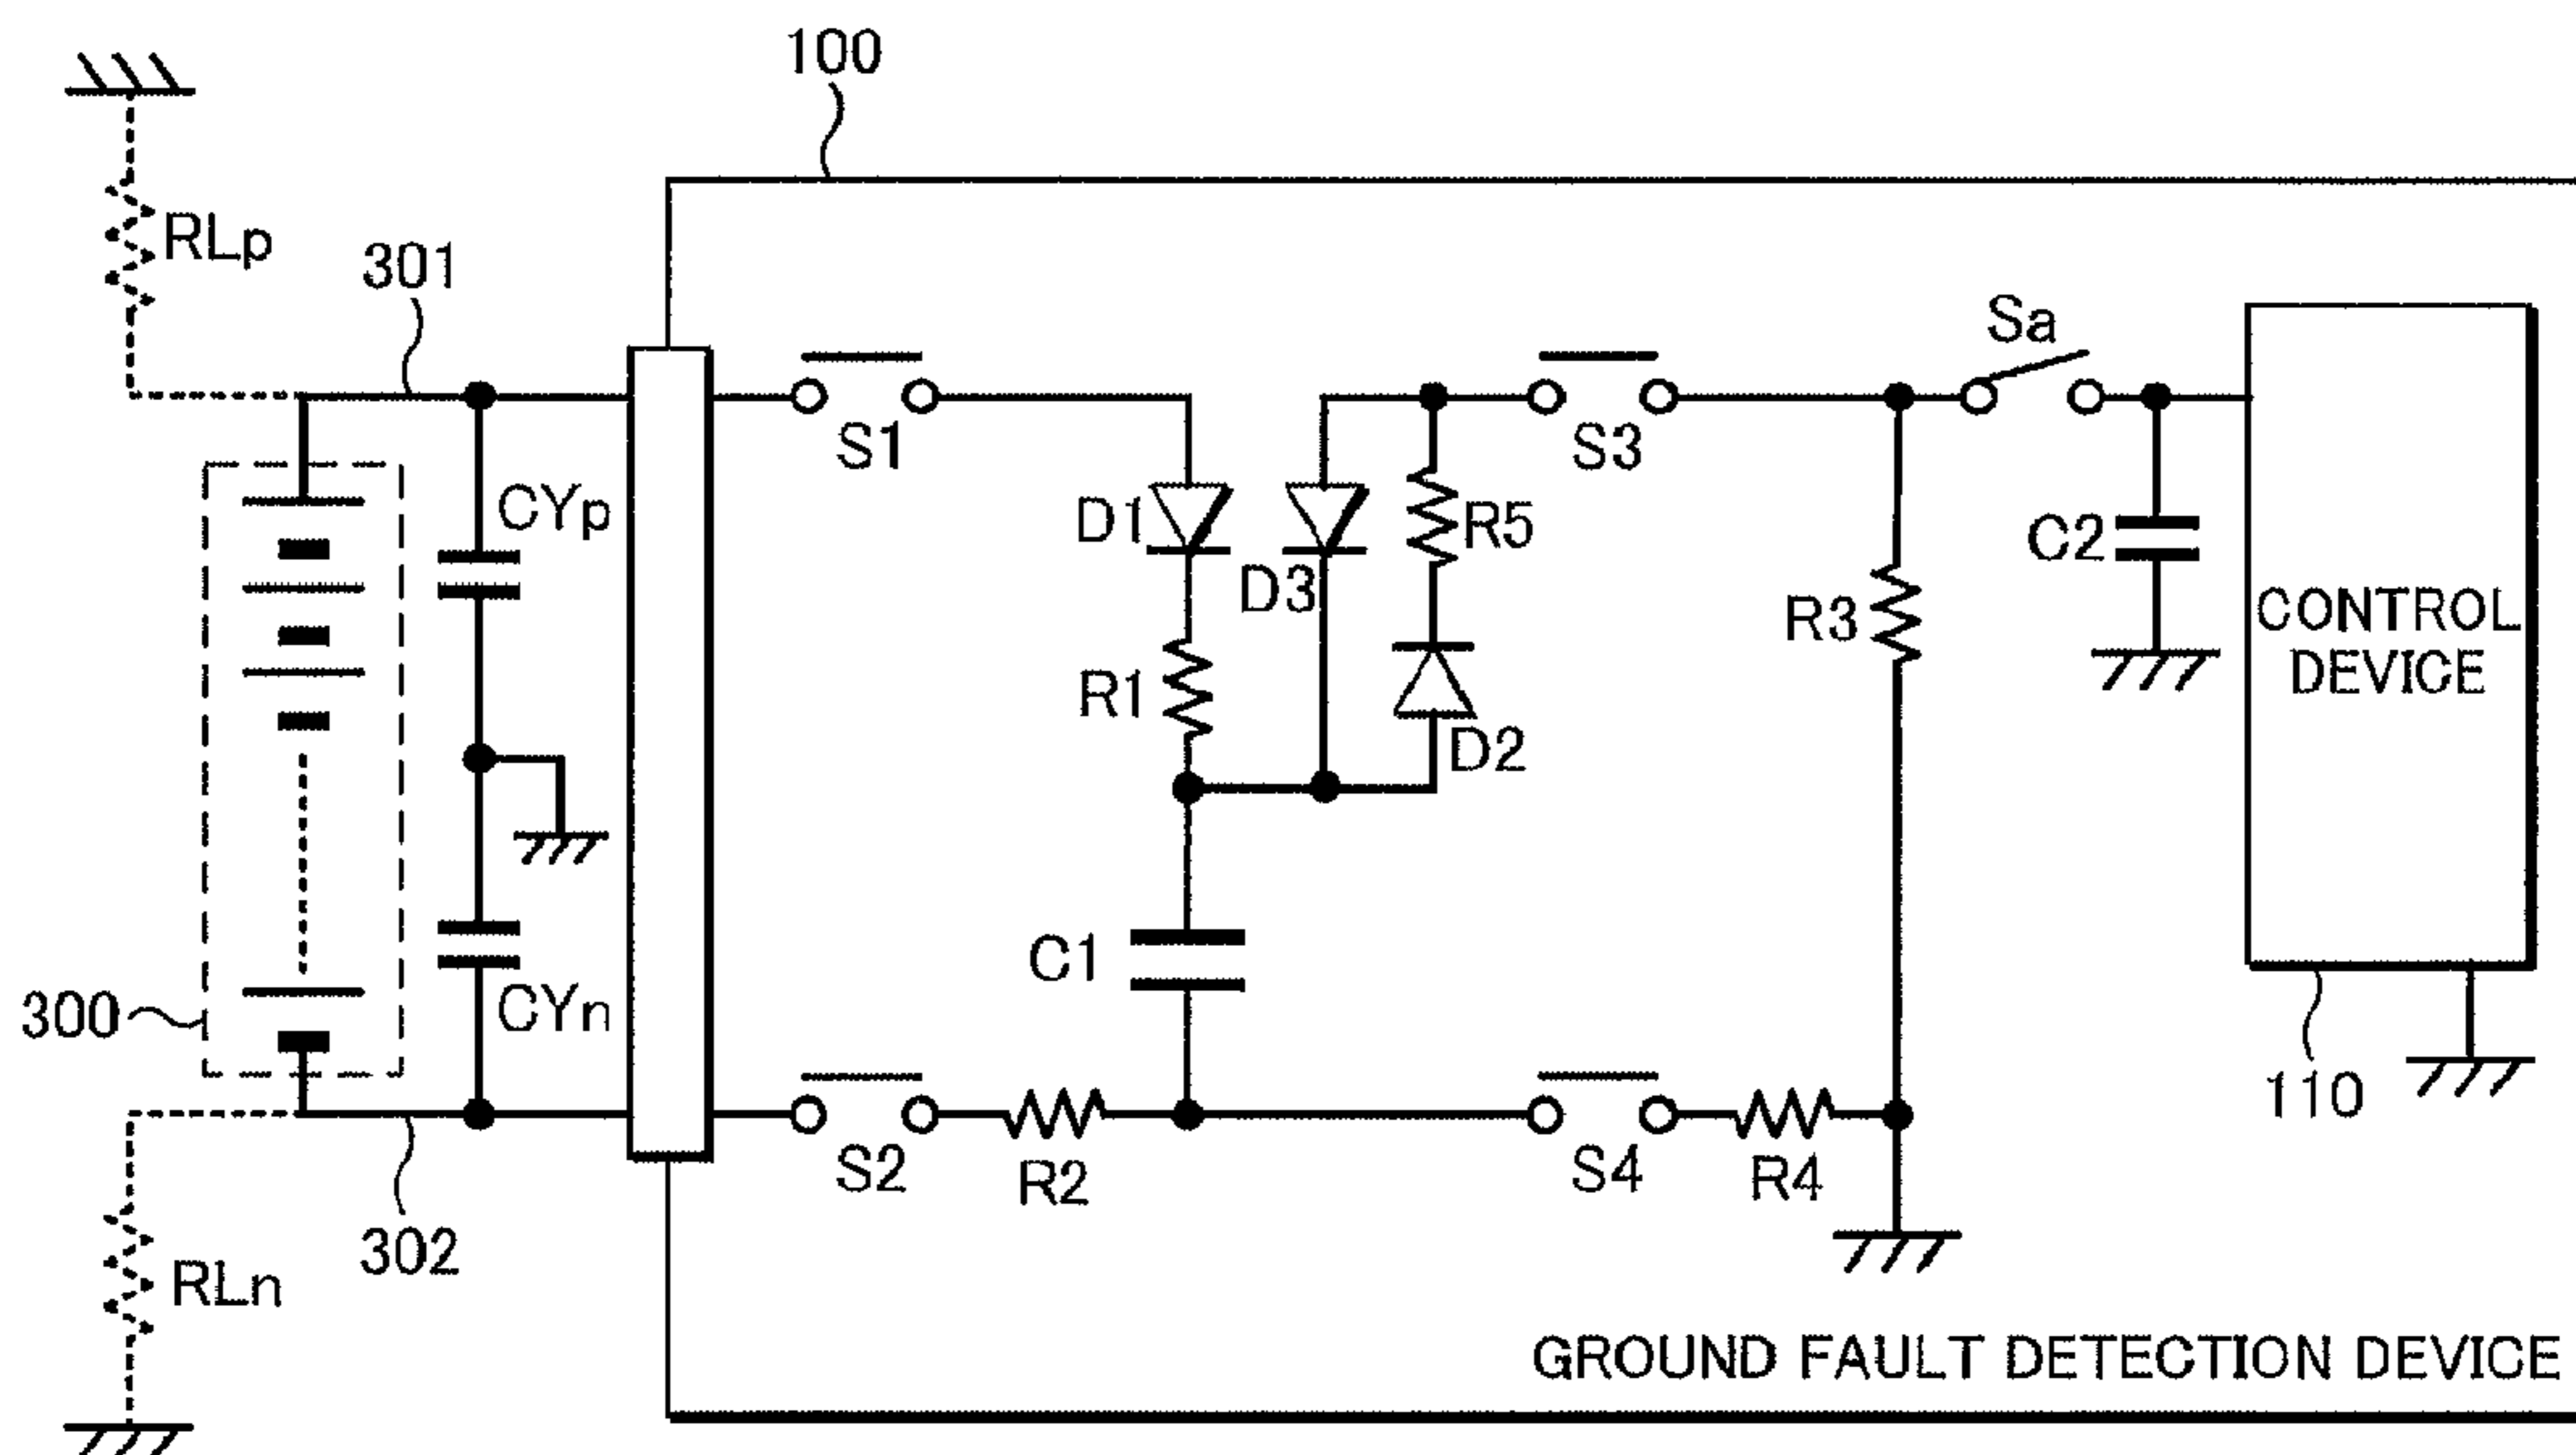 100
RLp
301
Sa
S1
S3
CYp
D1
R5
C2
D3
R3
CONTROL
DEVICE
R1
D2
C1
300
CYn
110
S2
R2
S4
R4
302
RLn
GROUND FAULT DETECTION DEVICE